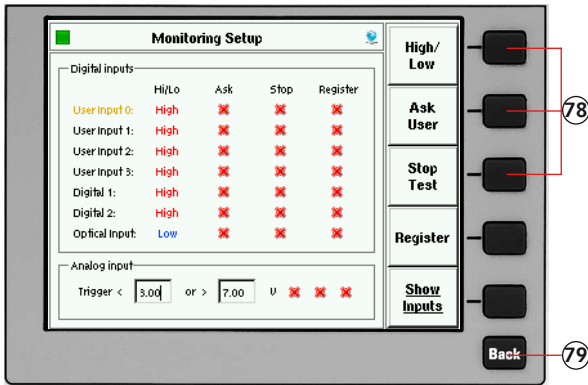 Monitoring Setup
Digital inputs
Hi/Lo Ask Stop Register
User Input 0: High
User Input 1: High
User Input 2: High
User Input 3: High
Digital 1: High
Digital 2: High
Optical Input: Low
Analog input
Trigger < 3.00 or > 7.00 V
High/
Low
Ask
User
Stop
Test
Register
Show
Inputs
Back
78
79